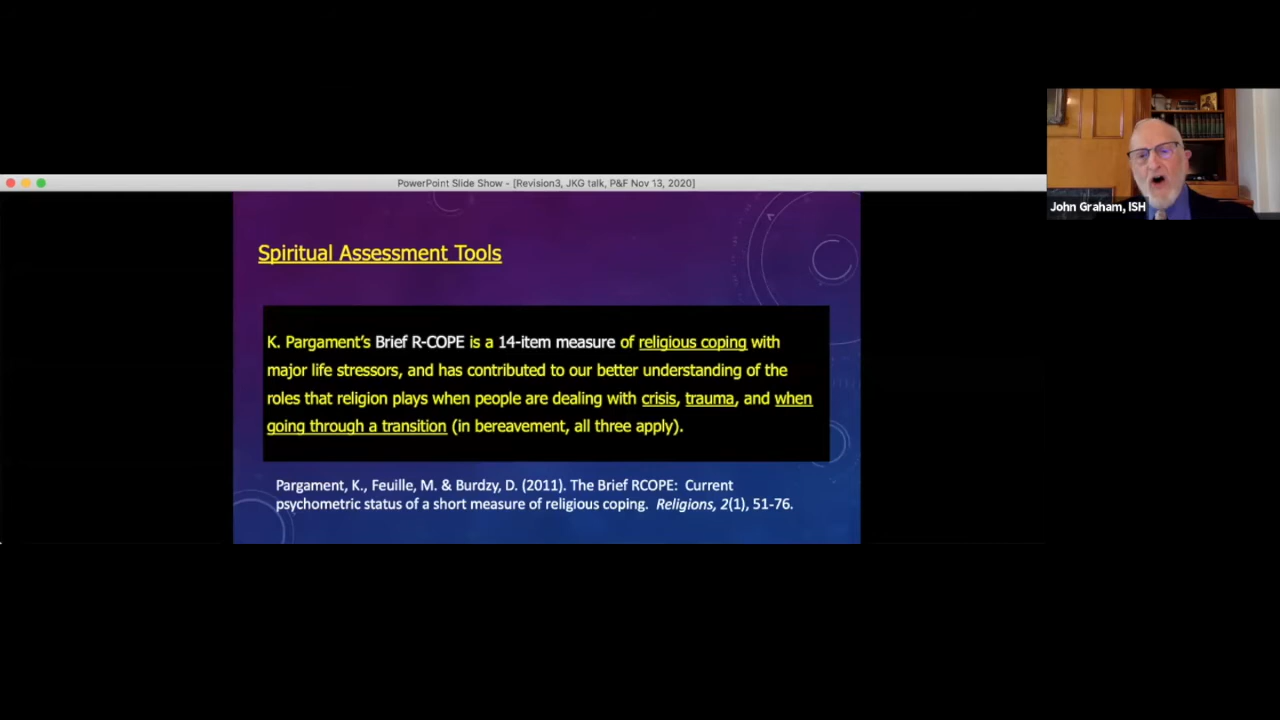 PowerPoint Slide Show - [Revision3, JKG talk, P&F Nov 13, 2020]
John Graham, ISH
Spiritual Assessment Tools
K. Pargament's Brief R-COPE is a 14-item measure of religious coping with
major life stressors, and has contributed to our better understanding of the
roles that religion plays when people are dealing with crisis, trauma, and when
going through a transition (in bereavement, all three apply).
Pargament, K., Feuille, M. & Burdzy, D. (2011). The Brief RCOPE: Current
psychometric status of a short measure of religious coping. Religions, 2(1), 51-76.